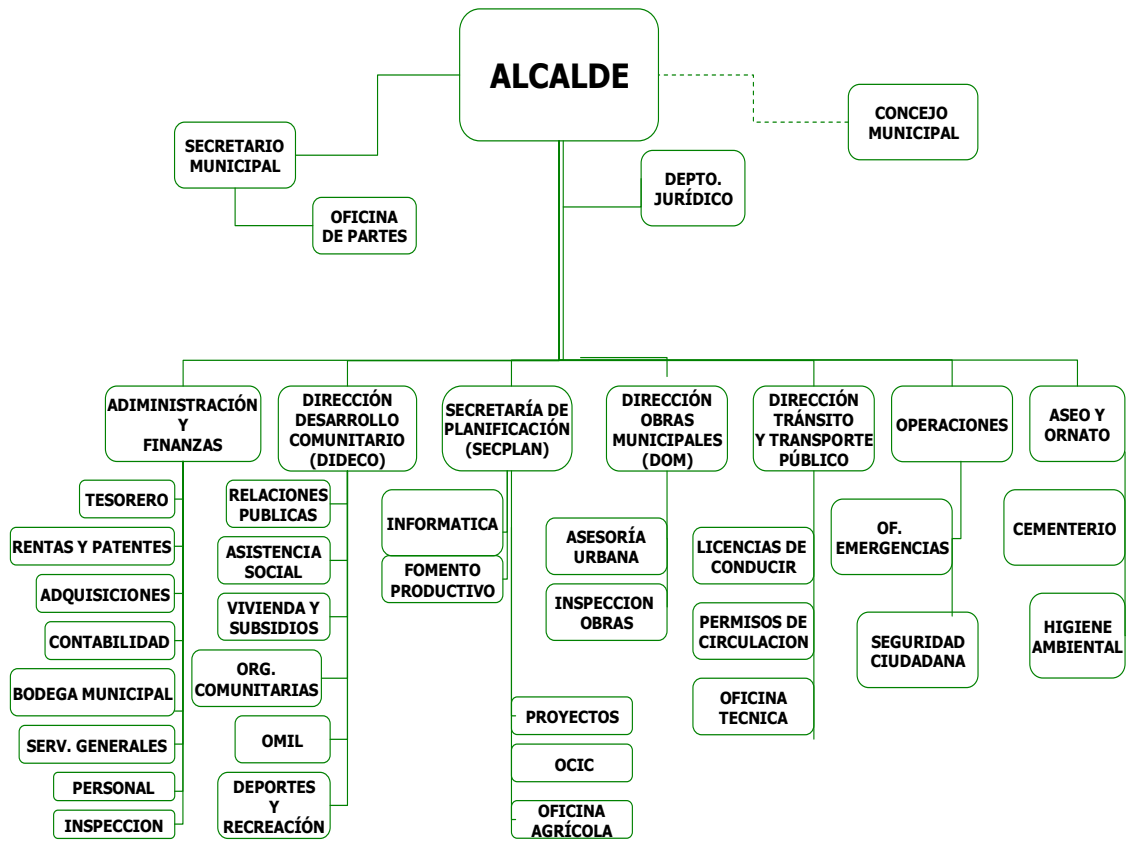 ALCALDE
CONCEJO
MUNICIPAL
SECRETARIO
MUNICIPAL
DEPTO.
JURÍDICO
OFICINA
DE PARTES
ADIMINISTRACIÓN
Y
FINANZAS
TESORERO
RENTAS Y PATENTES
ADQUISICIONES
CONTABILIDAD
BODEGA MUNICIPAL
SERV. GENERALES
PERSONAL
INSPECCION
DIRECCIÓN
DESARROLLO
COMUNITARIO
(DIDECO)
RELACIONES
PUBLICAS
ASISTENCIA
SOCIAL
VIVIENDA Y
SUBSIDIOS
ORG.
COMUNITARIAS
OMIL
DEPORTES
Y
RECREACÍÓN
SECRETARÍA DE
PLANIFICACIÓN
(SECPLAN)
INFORMATICA
FOMENTO
PRODUCTIVO
PROYECTOS
OCIC
OFICINA
AGRÍCOLA
DIRECCIÓN
OBRAS
MUNICIPALES
(DOM)
ASESORÍA
URBANA
INSPECCION
OBRAS
DIRECCIÓN
TRÁNSITO
Y TRANSPORTE
PÚBLICO
LICENCIAS DE
CONDUCIR
PERMISOS DE
CIRCULACION
OFICINA
TECNICA
OPERACIONES
OF.
EMERGENCIAS
SEGURIDAD
CIUDADANA
ASEO Y
ORNATO
CEMENTERIO
HIGIENE
AMBIENTAL